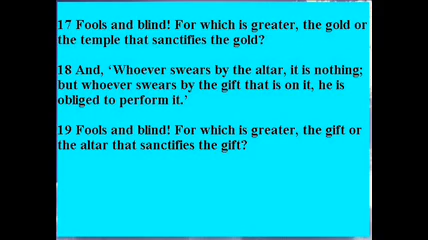 17 Fools and blind! For which is greater, the gold or
the temple that sanctifies the gold?
18 And, ‘Whoever swears by the altar, it is nothing;
but whoever swears by the gift that is on it, he is
obliged to perform it.’
19 Fools and blind! For which is greater, the gift or
the altar that sanctifies the gift?